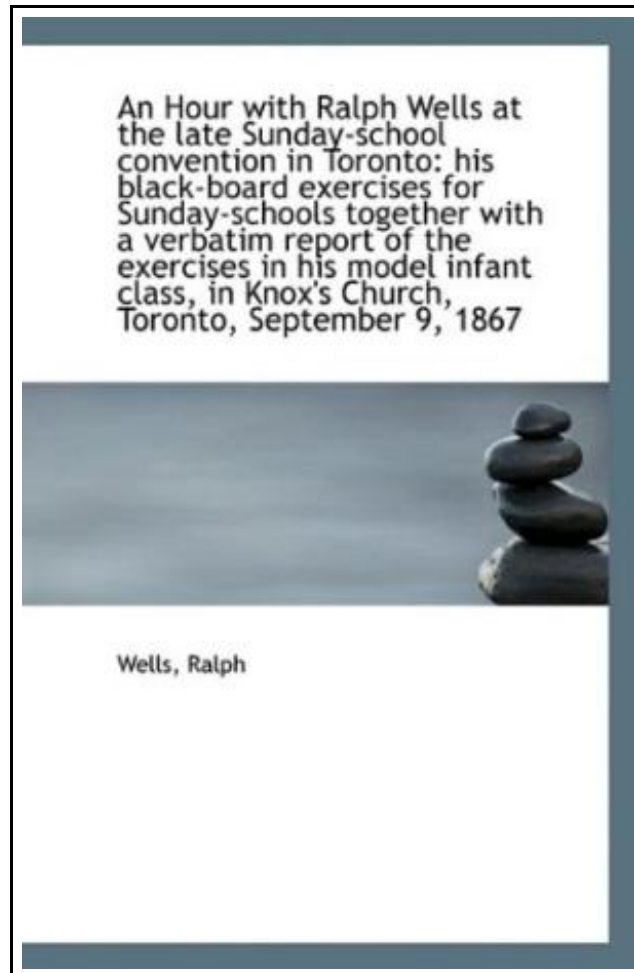 An Hour with Ralph Wells at
the late Sunday-school
convention in Toronto: his
black-board exercises for
Sunday-schools together with
a verbatim report of the
exercises in his model infant
class, in Knox's Church,
Toronto, September 9, 1867
Wells, Ralph